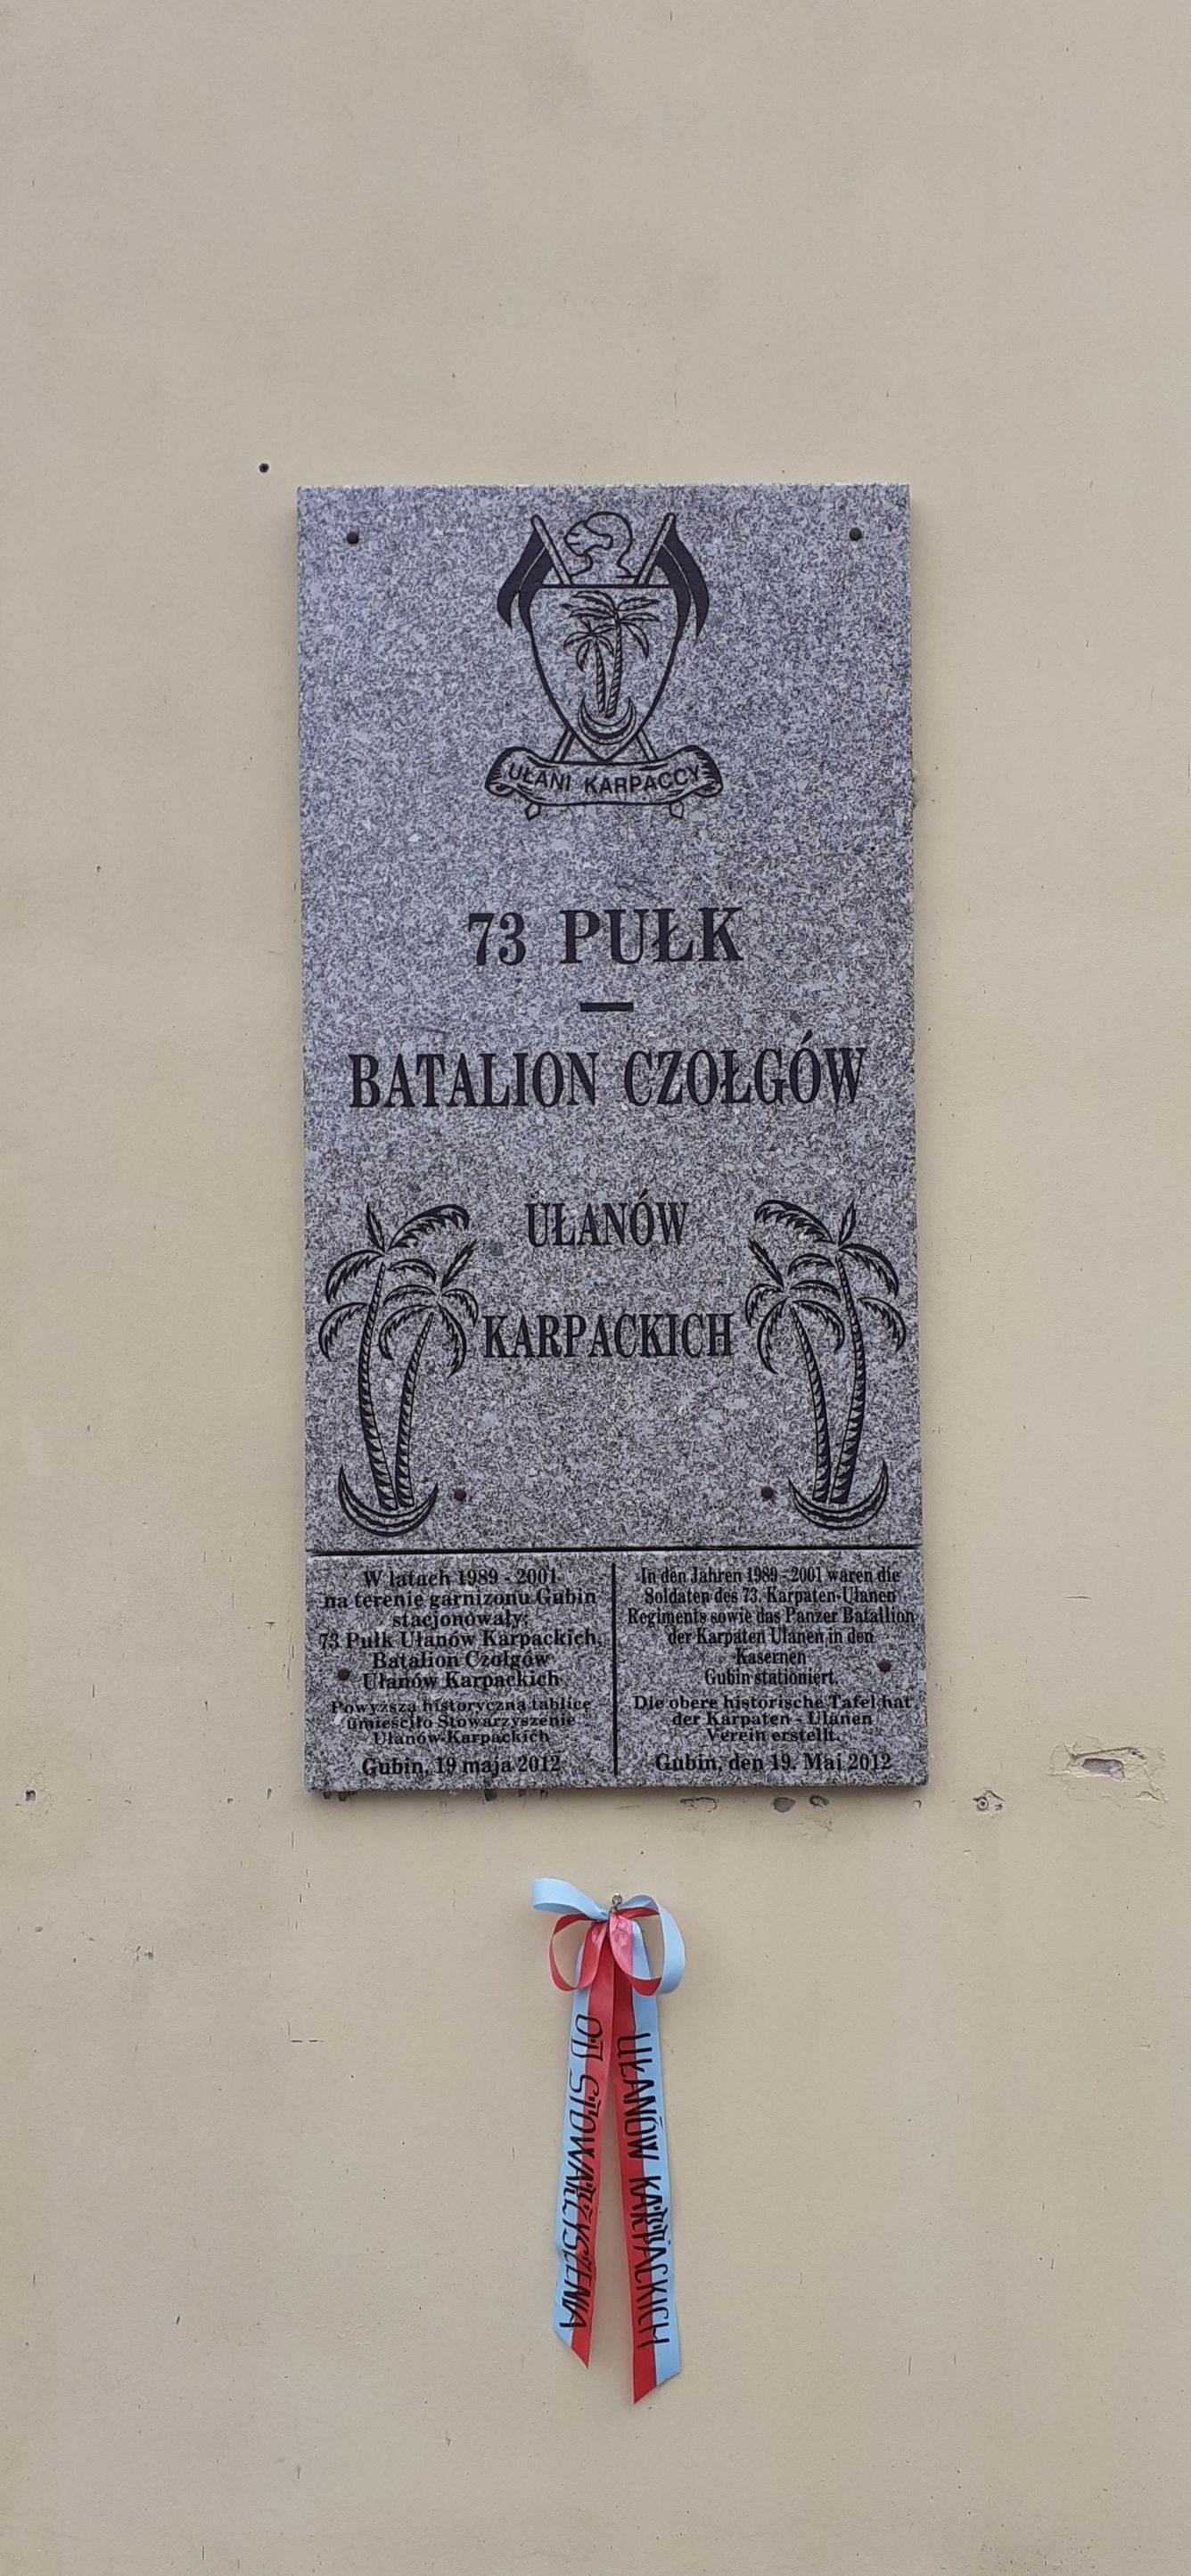 UŁANI KARPACCY
73 PUŁK
—
BATALION CZOŁGÓW
UŁANÓW
KARPACKICH
W latach 1989 - 2001
na terenie garnizonu Gubin
stacjonowały:
73 Pułk Ułanów Karpackich,
Batalion Czołgów
Ułanów Karpackich
Powyższą historyczną tablicę
umieściło Stowarzyszenie
Ułanów Karpackich
Gubin, 19 maja 2012
In den Jahren 1989 - 2001 waren die
Soldaten des 73. Karpaten-Ulanen
Regiments sowie das Panzer Batallion
der Karpaten Ulanen in den
Kasernen
Gubin stationiert.
Die obere historische Tafel hat
der Karpaten - Ulanen
Verein erstellt.
Gubin, den 19. Mai 2012
OD STOWARZYSZENIA
UŁANÓW KARPACKICH